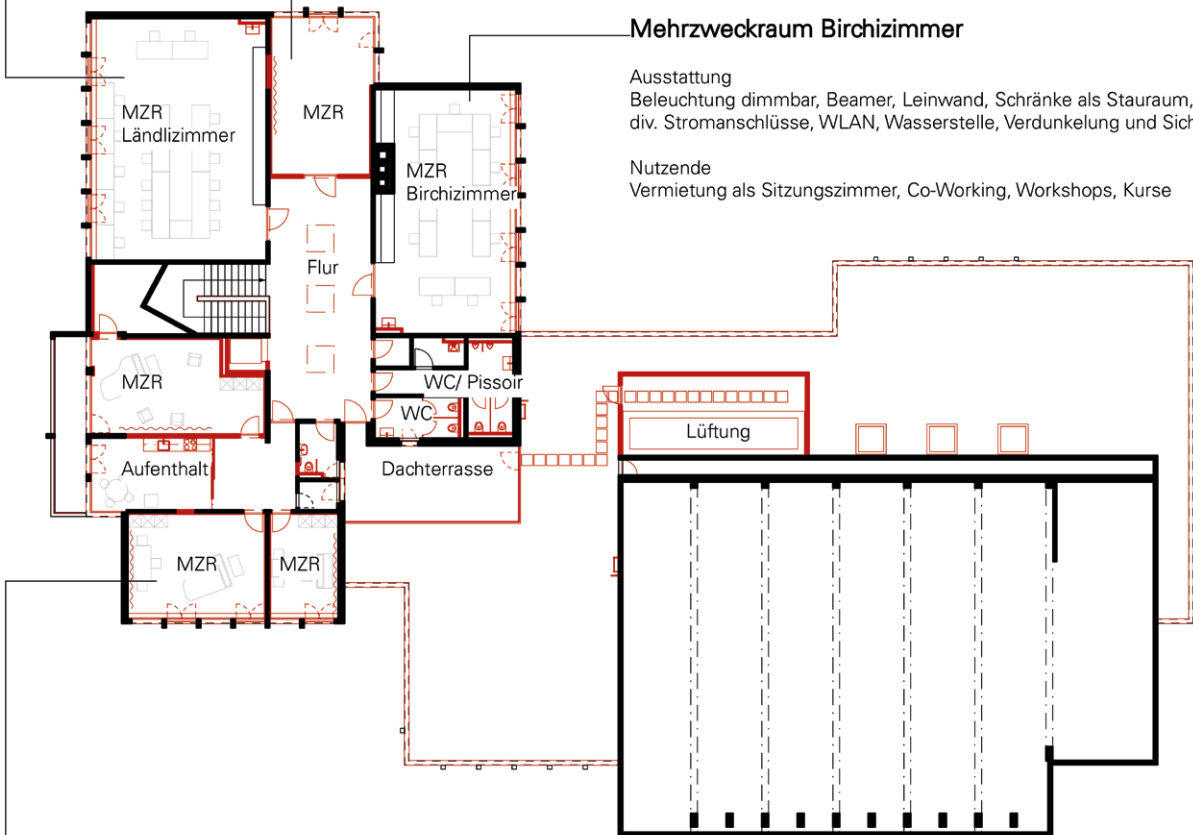 Mehrzweckraum Birchizimmer
Ausstattung
Beleuchtung dimmbar, Beamer, Leinwand, Schränke als Stauraum,
div. Stromanschlüsse, WLAN, Wasserstelle, Verdunkelung und Sich
Nutzende
Vermietung als Sitzungszimmer, Co-Working, Workshops, Kurse
MZR
Ländlizimmer
MZR
MZR
Birchizimmer
Flur
MZR
WC/ Pissoir
WC
Lüftung
Aufenthalt
Dachterrasse
MZR
MZR